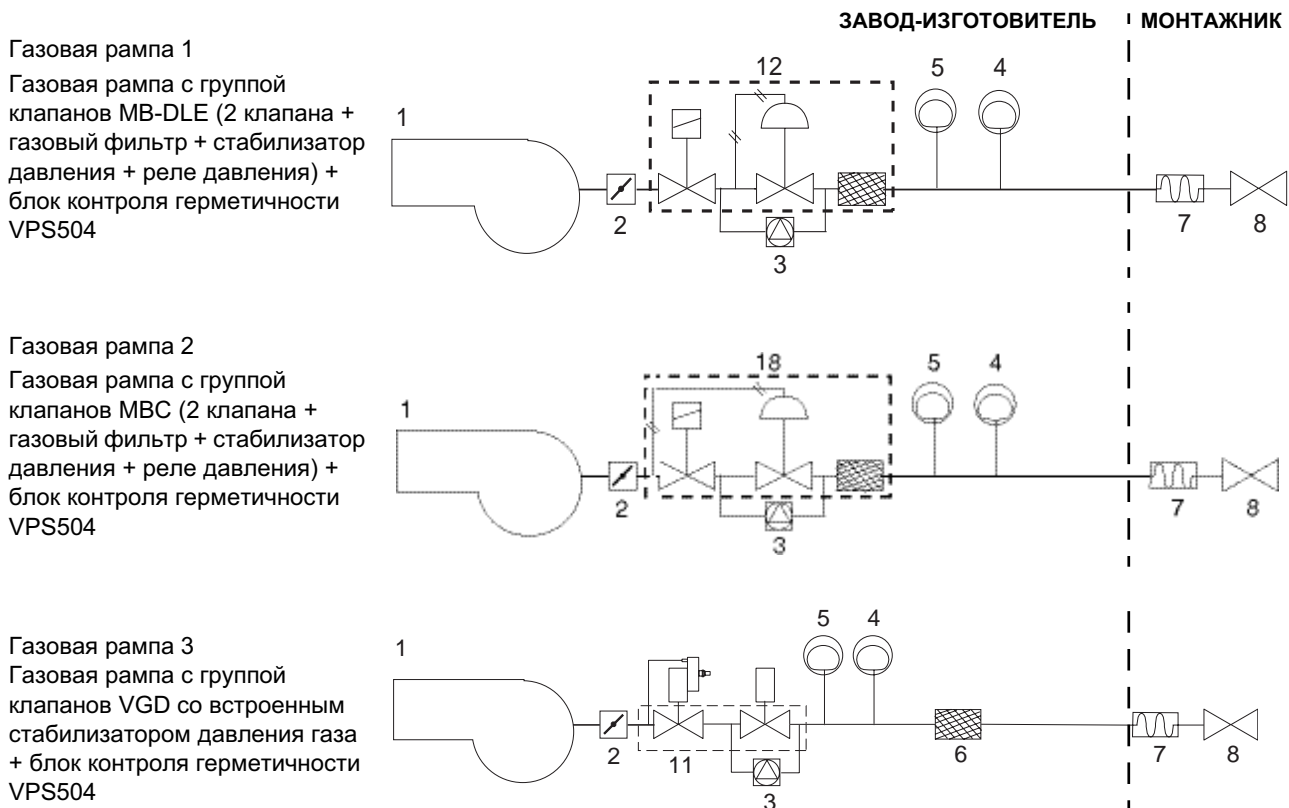 ЗАВОД-ИЗГОТОВИТЕЛЬ МОНТАЖНИК
Газовая рампа 1
Газовая рампа с группой
клапанов MB-DLE (2 клапана +
газовый фильтр + стабилизатор
давления + реле давления) +
блок контроля герметичности
VPS504
1
12
5
4
2
3
7
8
Газовая рампа 2
Газовая рампа с группой
клапанов MBC (2 клапана +
газовый фильтр + стабилизатор
давления + реле давления) +
блок контроля герметичности
VPS504
1
18
5
4
2
3
7
8
Газовая рампа 3
Газовая рампа с группой
клапанов VGD со встроенным
стабилизатором давления газа
+ блок контроля герметичности
VPS504
1
5
4
2
11
3
6
7
8